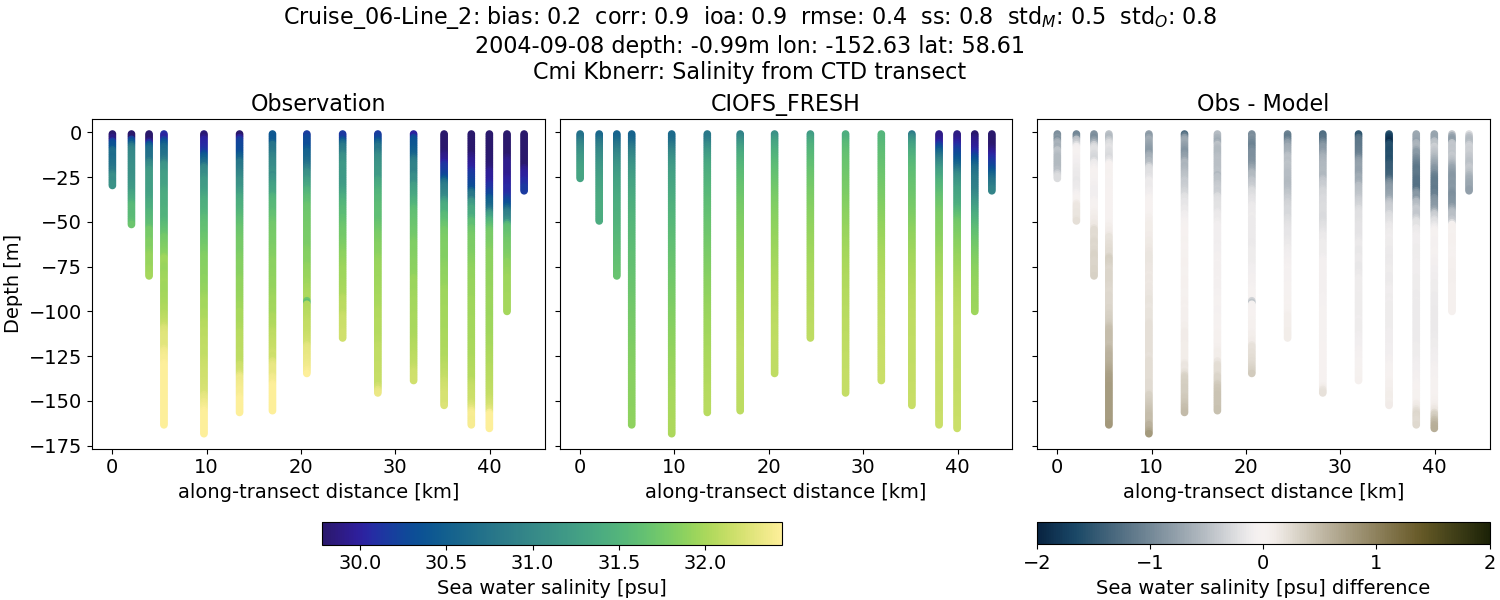 Cruise_06-Line_2: bias: 0.2 corr: 0.9 ioa: 0.9 rmse: 0.4 ss: 0.8 std_M: 0.5 std_O: 0.8
2004-09-08 depth: -0.99m lon: -152.63 lat: 58.61
Cmi Kbnerr: Salinity from CTD transect
Observation
CIOFS_FRESH
Obs - Model
Depth [m]
0
−25
−50
−75
−100
−125
−150
−175
0 10 20 30 40
0 10 20 30 40
0 10 20 30 40
along-transect distance [km]
along-transect distance [km]
along-transect distance [km]
30.0 30.5 31.0 31.5 32.0
Sea water salinity [psu]
−2 −1 0 1 2
Sea water salinity [psu] difference